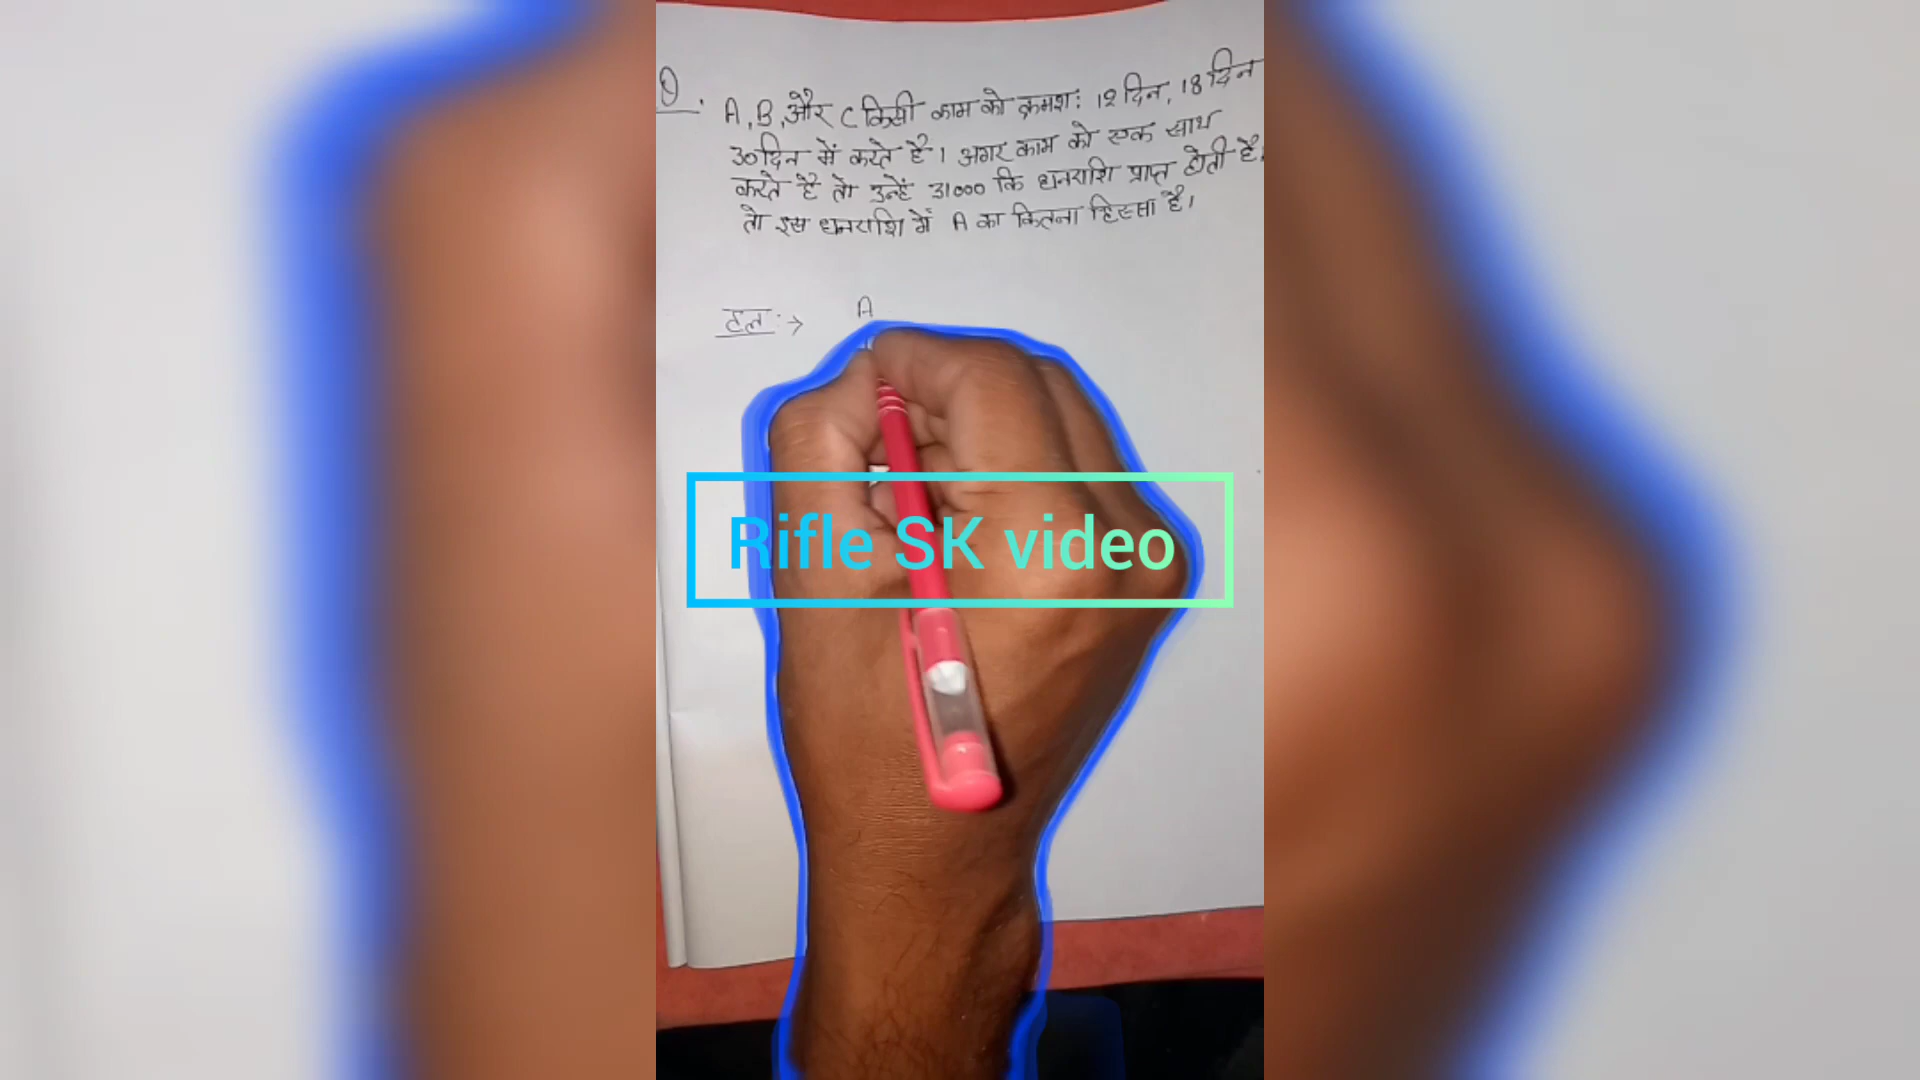 Q.
A, B, और C किसी काम को क्रमश: 12 दिन, 18 दिन
30 दिन में करते है। अगर काम को एक साथ
करते है तो उन्हें 31000 कि धनराशि प्राप्त होती है।
तो इस धनराशि में A का कितना हिस्सा है।
हल :→ A
Rifle SK video